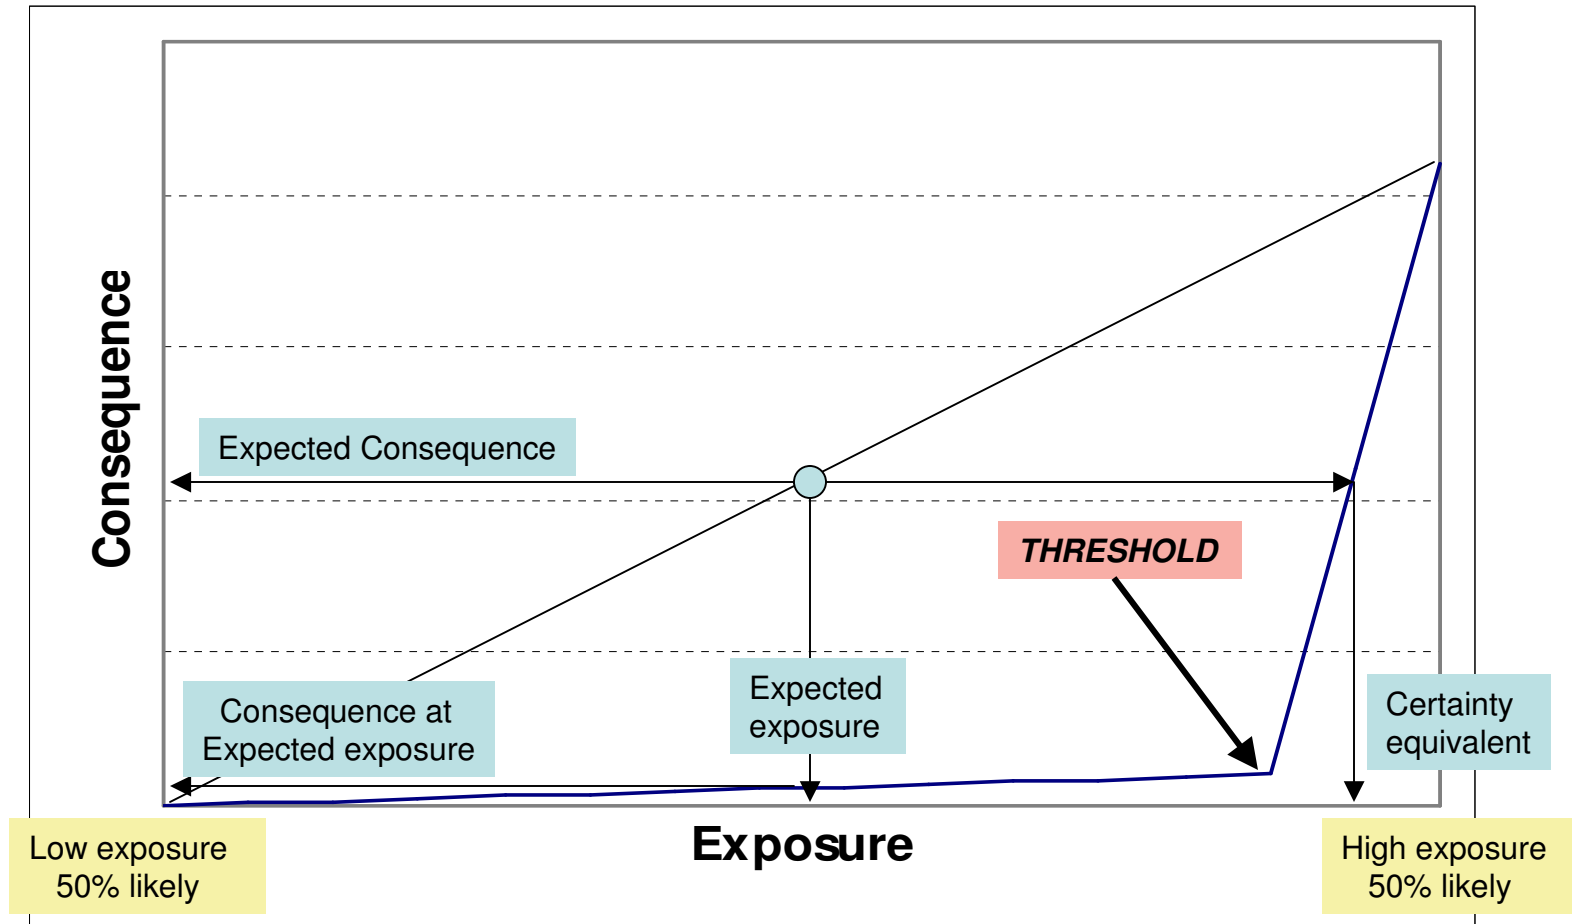 Consequence
Expected Consequence
THRESHOLD
Consequence at
Expected exposure
Expected
exposure
Certainty
equivalent
Low exposure
50% likely
Exposure
High exposure
50% likely